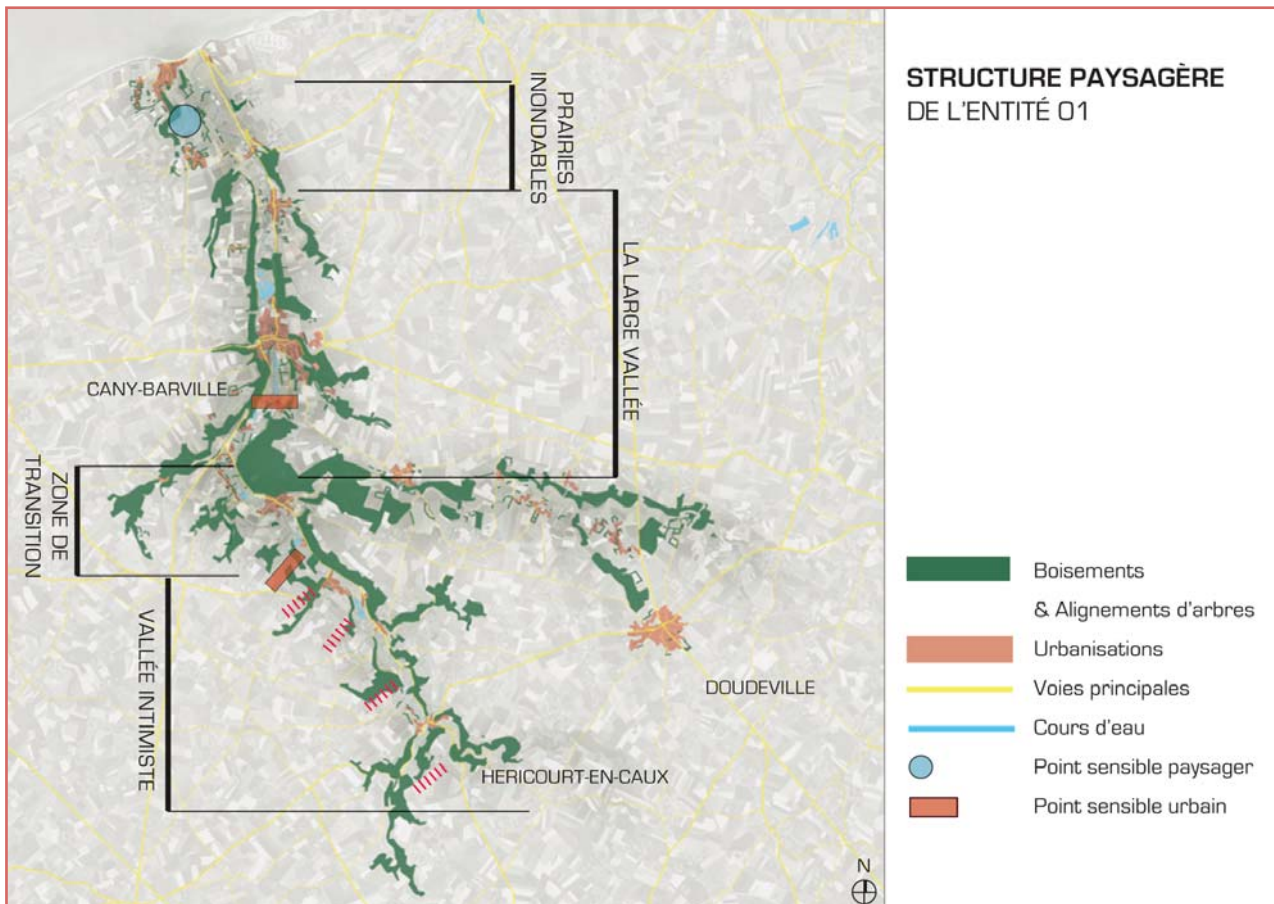 STRUCTURE PAYSAGÈRE
DE L'ENTITÉ 01
PRAIRIES
INONDABLES
LA LARGE VALLÉE
CANY-BARVILLE
ZONE DE
TRANSITION
VALLÉE INTIMISTE
DOUDEVILLE
HERICOURT-EN-CAUX
N
Boisements
& Alignements d'arbres
Urbanisations
Voies principales
Cours d'eau
Point sensible paysager
Point sensible urbain